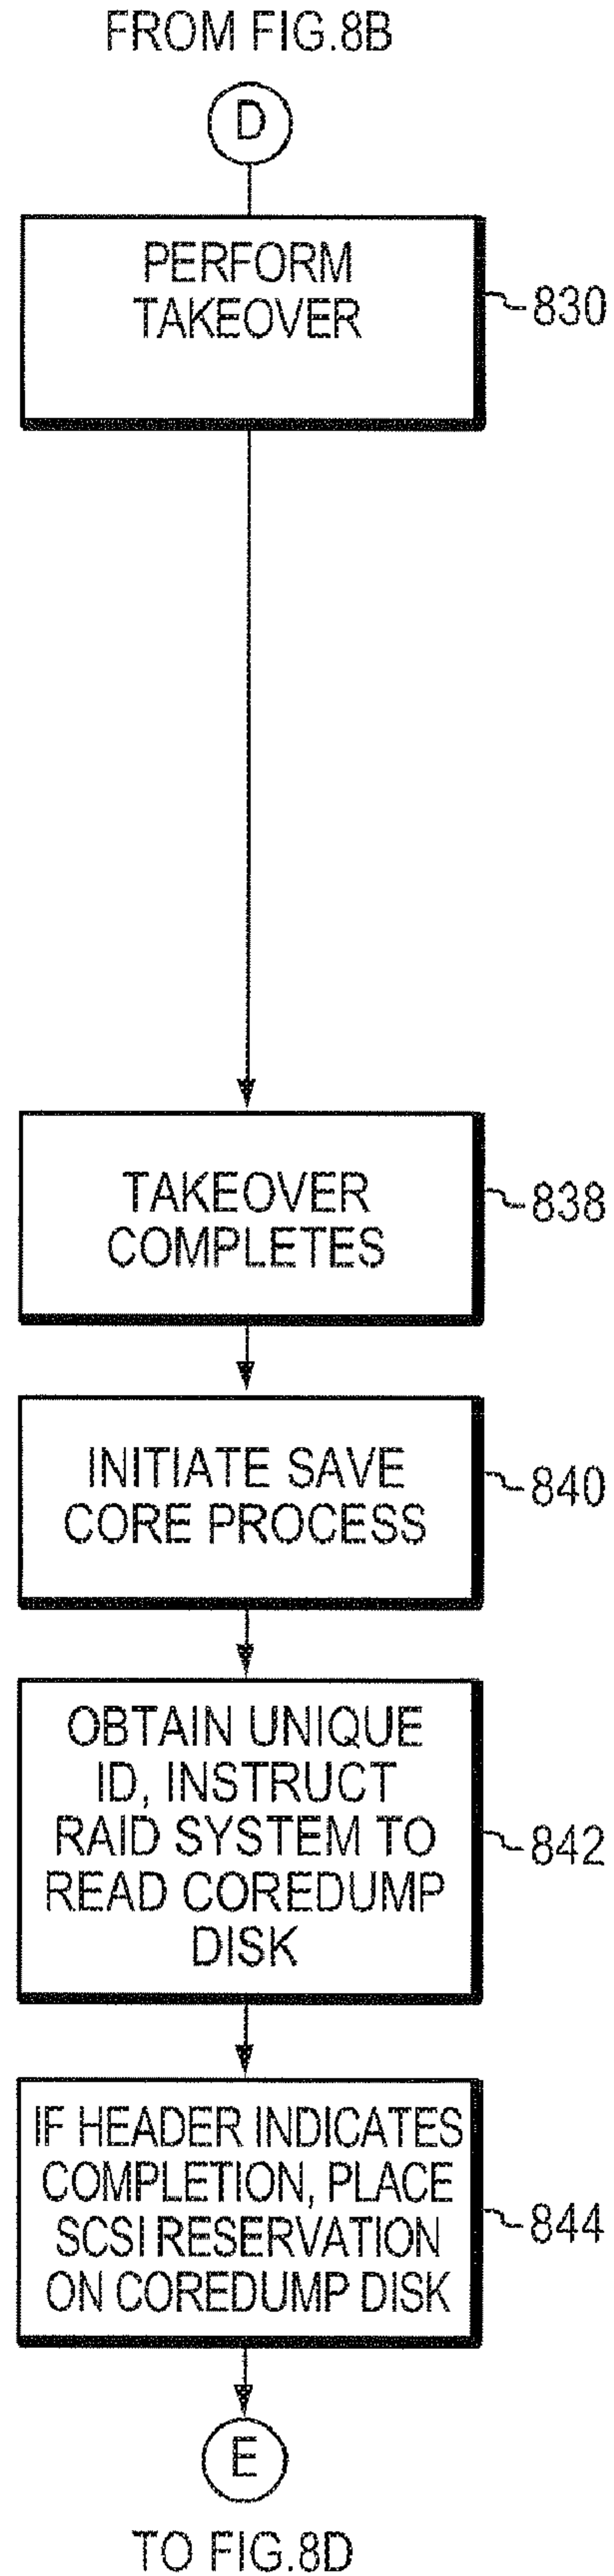 FROM FIG.8B
D
PERFORM
TAKEOVER
830
TAKEOVER
COMPLETES
838
INITIATE SAVE
CORE PROCESS
840
OBTAIN UNIQUE
ID, INSTRUCT
RAID SYSTEM TO
READ COREDUMP
DISK
842
IF HEADER INDICATES
COMPLETION, PLACE
SCSI RESERVATION
ON COREDUMP DISK
844
E
TO FIG.8D